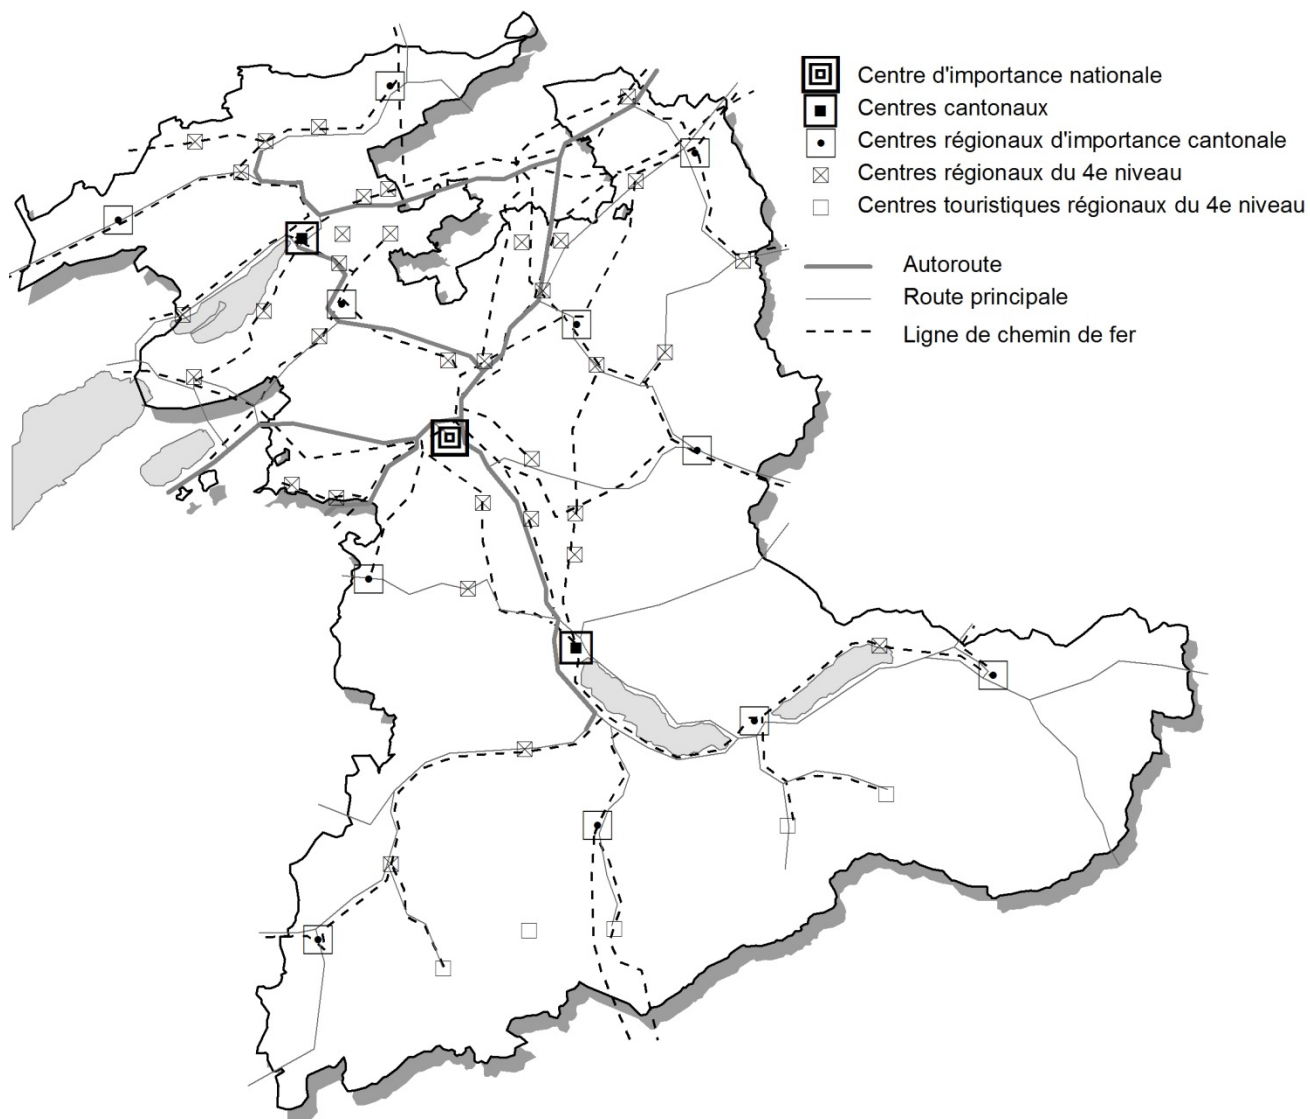 Centre d'importance nationale
Centres cantonaux
Centres régionaux d'importance cantonale
Centres régionaux du 4e niveau
Centres touristiques régionaux du 4e niveau
Autoroute
Route principale
Ligne de chemin de fer